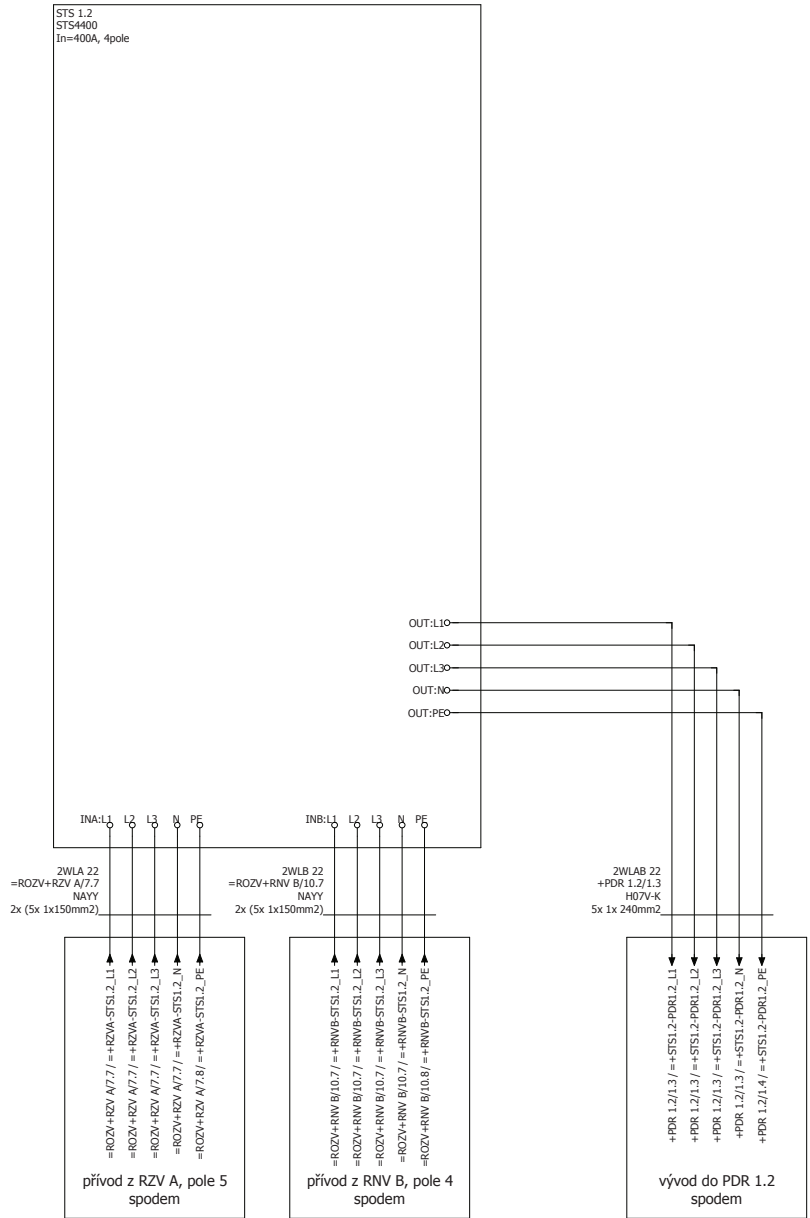 STS 1.2
STS4400
In=400A, 4pole
OUT:L1
OUT:L2
OUT:L3
OUT:N
OUT:PE
INA:L1 L2 L3 N PE
INB:L1 L2 L3 N PE
2WLA 22
=ROZV+RZV A/7.7
NAYY
2x (5x 1x150mm2)
2WLB 22
=ROZV+RNV B/10.7
NAYY
2x (5x 1x150mm2)
2WLAB 22
+PDR 1.2/1.3
H07V-K
5x 1x 240mm2
=ROZV+RZV A/7.7 / =+RZVA-STS1.2_L1
=ROZV+RZV A/7.7 / =+RZVA-STS1.2_L2
=ROZV+RZV A/7.7 / =+RZVA-STS1.2_L3
=ROZV+RZV A/7.7 / =+RZVA-STS1.2_N
=ROZV+RZV A/7.8/ =+RZVA-STS1.2_PE
přívod z RZV A, pole 5
spodem
=ROZV+RNV B/10.7 / =+RNVB-STS1.2_L1
=ROZV+RNV B/10.7 / =+RNVB-STS1.2_L2
=ROZV+RNV B/10.7 / =+RNVB-STS1.2_L3
=ROZV+RNV B/10.7 / =+RNVB-STS1.2_N
=ROZV+RNV B/10.8 / =+RNVB-STS1.2_PE
přívod z RNV B, pole 4
spodem
+PDR 1.2/1.3 / =+STS1.2-PDR1.2_L1
+PDR 1.2/1.3 / =+STS1.2-PDR1.2_L2
+PDR 1.2/1.3 / =+STS1.2-PDR1.2_L3
+PDR 1.2/1.3 / =+STS1.2-PDR1.2_N
+PDR 1.2/1.4 / =+STS1.2-PDR1.2_PE
vývod do PDR 1.2
spodem